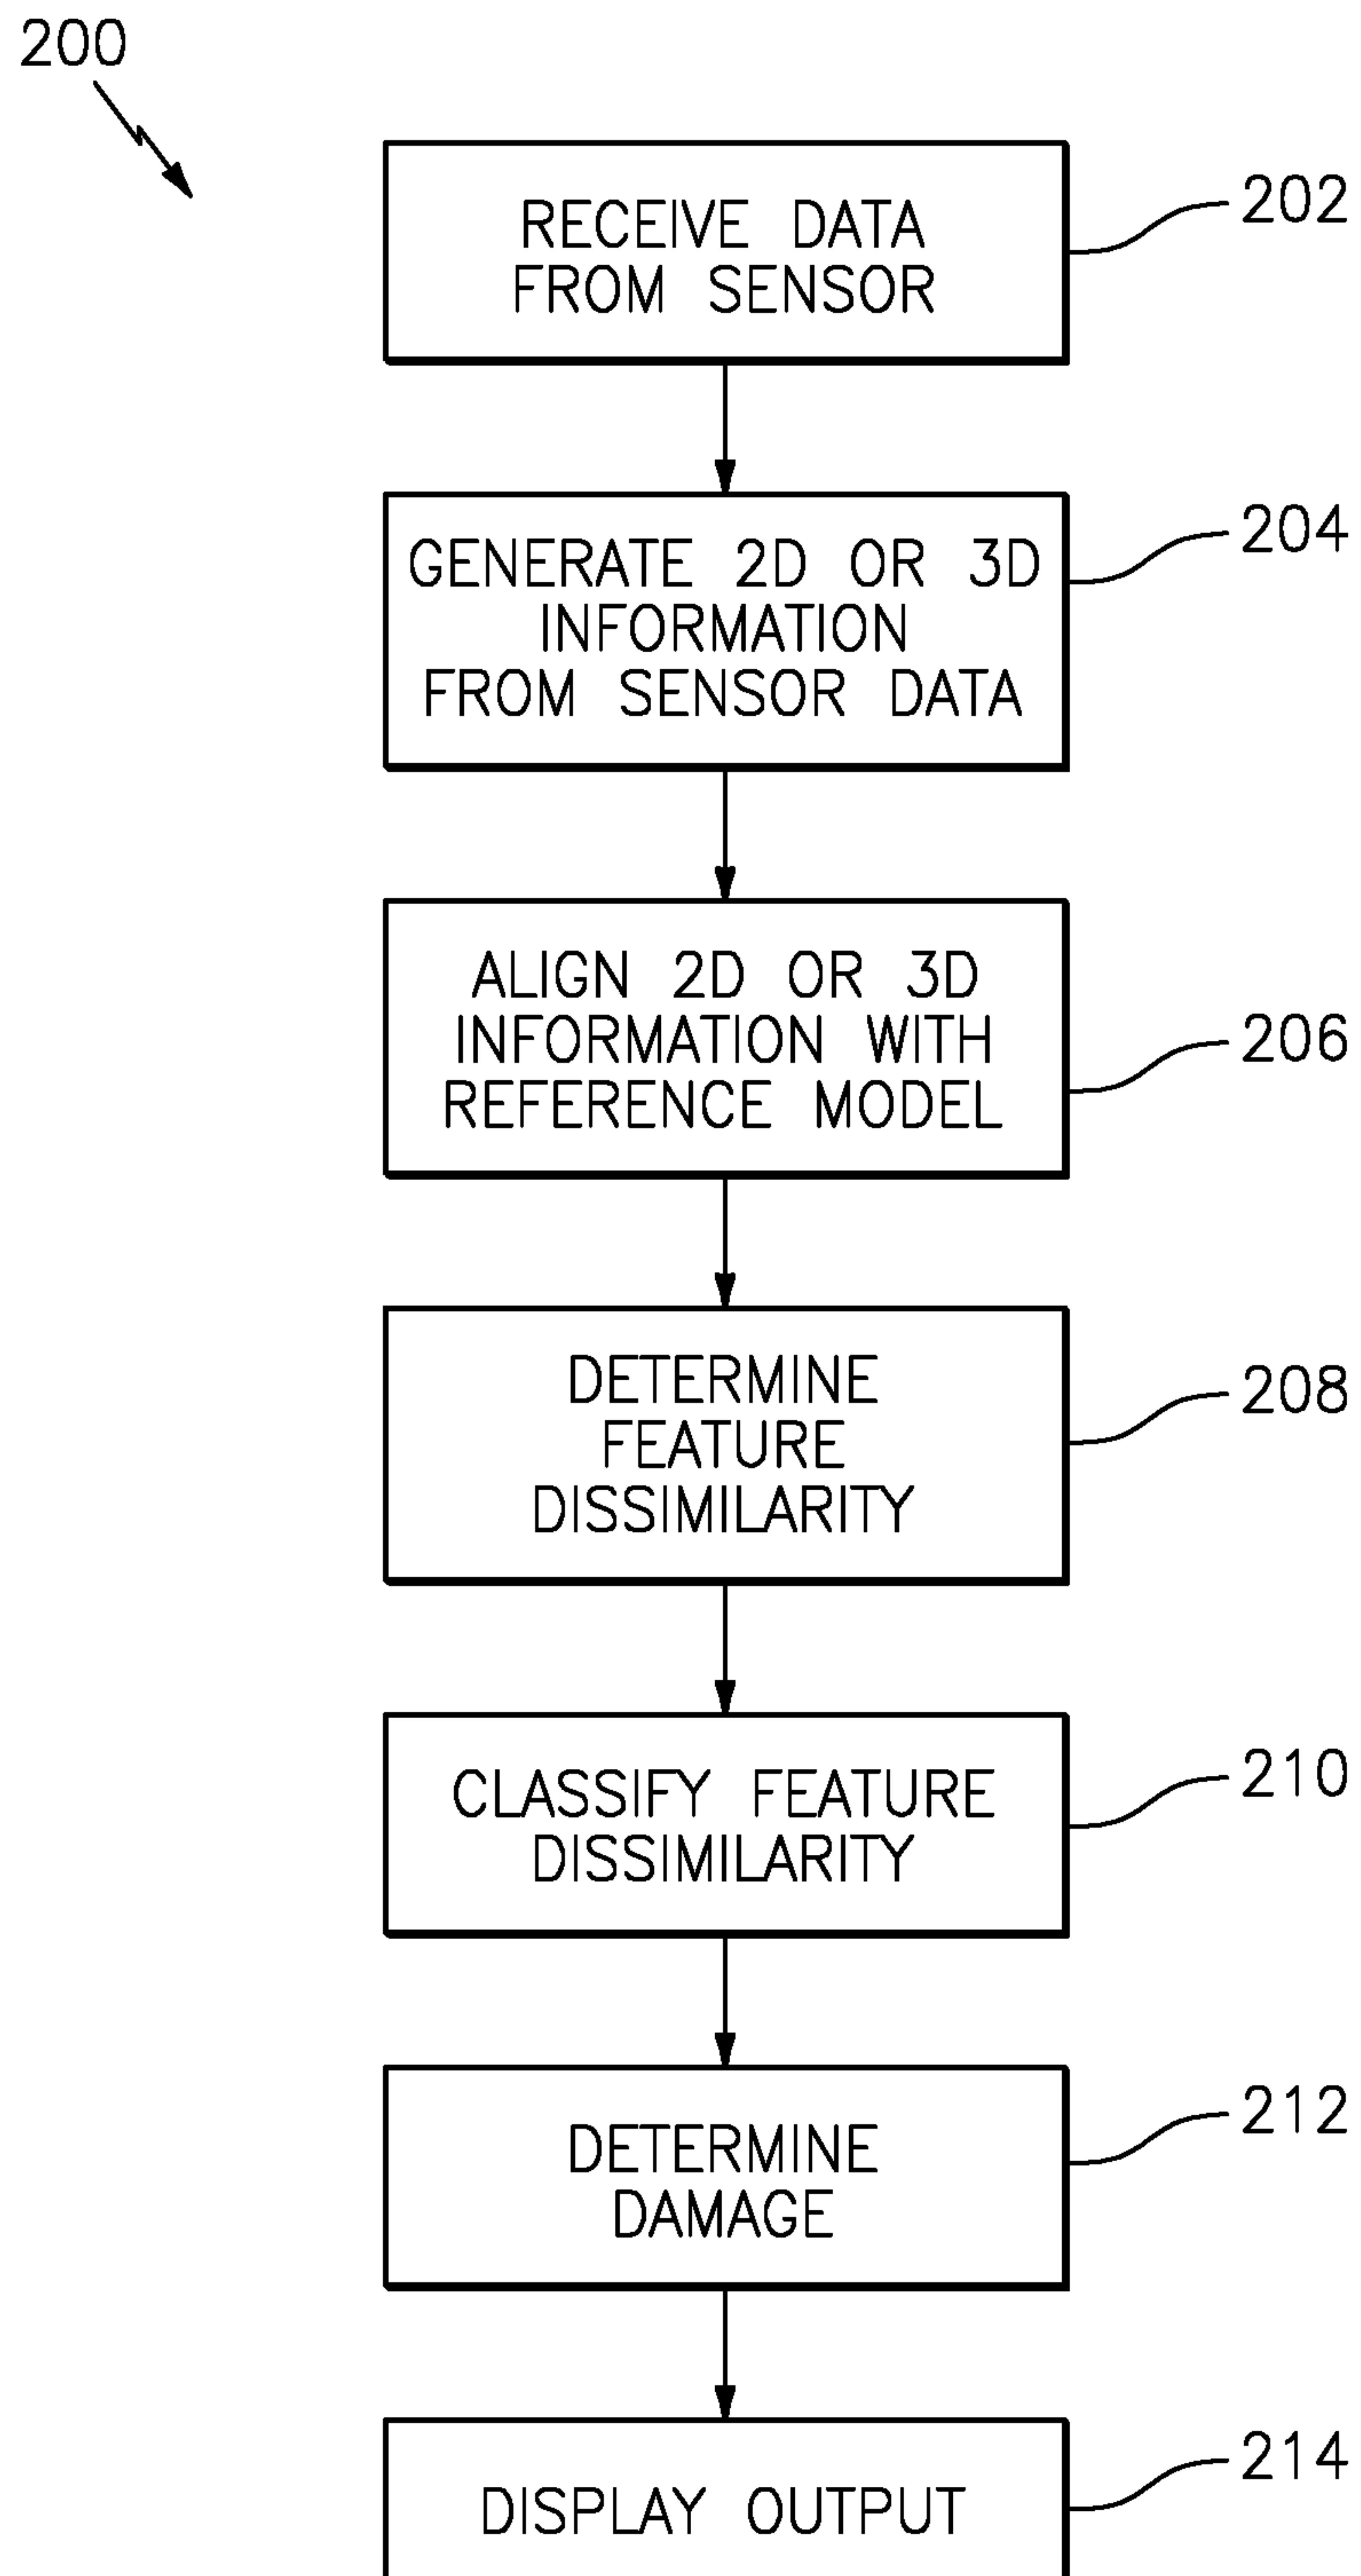 200
RECEIVE DATA
FROM SENSOR
202
GENERATE 2D OR 3D
INFORMATION
FROM SENSOR DATA
204
ALIGN 2D OR 3D
INFORMATION WITH
REFERENCE MODEL
206
DETERMINE
FEATURE
DISSIMILARITY
208
CLASSIFY FEATURE
DISSIMILARITY
210
DETERMINE
DAMAGE
212
DISPLAY OUTPUT
214